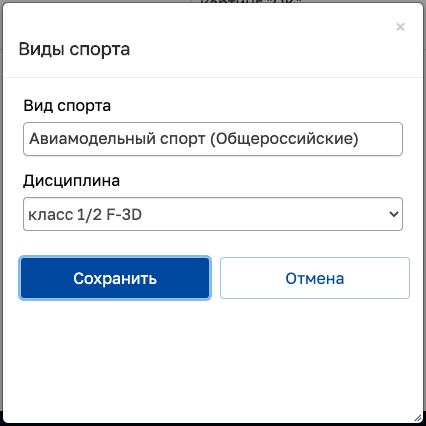 ×
Виды спорта
Вид спорта
Авиамодельный спорт (Общероссийские)
Дисциплина
класс 1/2 F-3D
Сохранить
Отмена